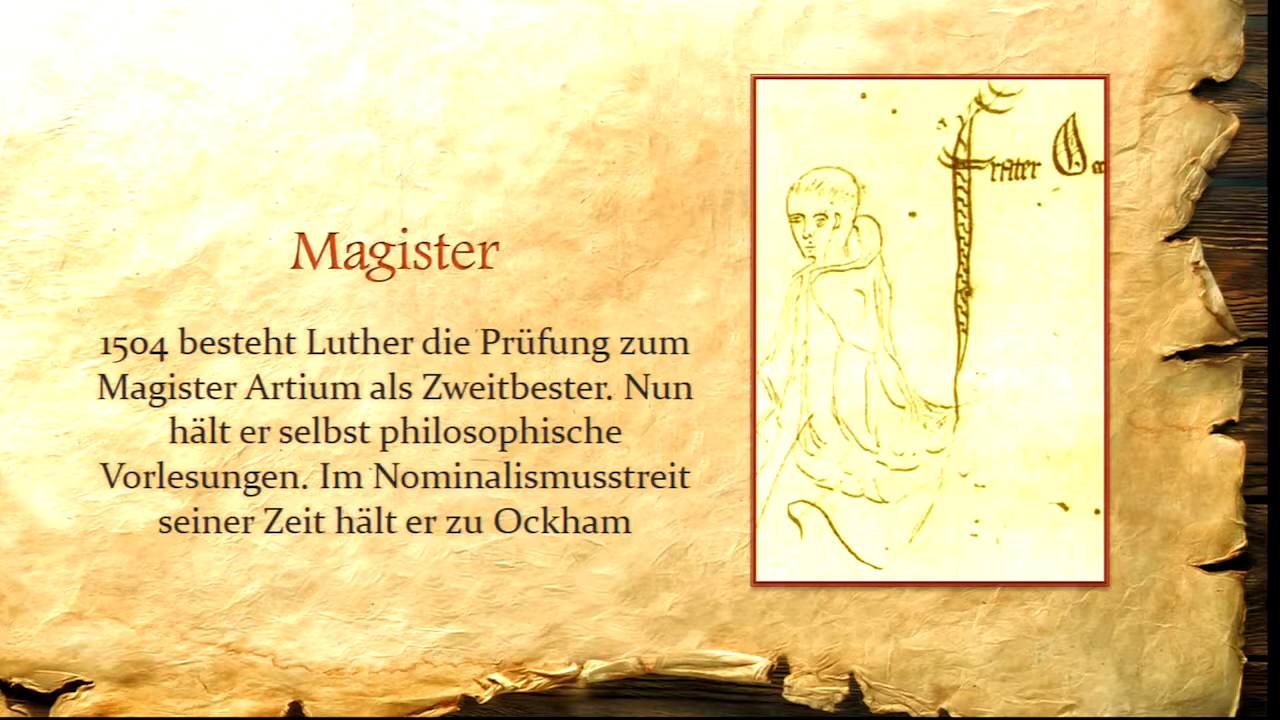 Magister
1504 besteht Luther die Prüfung zum
Magister Artium als Zweitbester. Nun
hält er selbst philosophische
Vorlesungen. Im Nominalismusstreit
seiner Zeit hält er zu Ockham
frater Occ